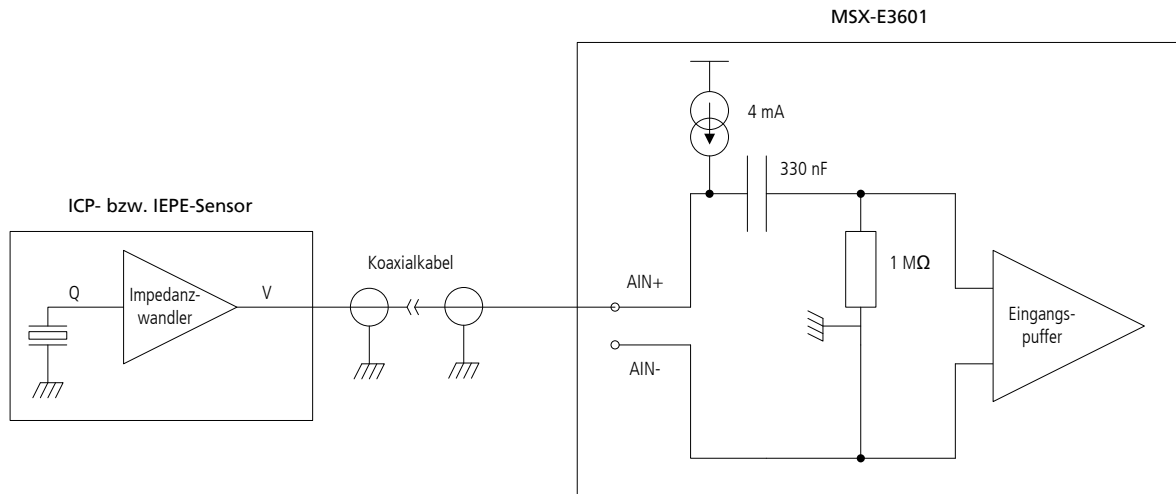 MSX-E3601
4 mA
330 nF
ICP- bzw. IEPE-Sensor
Koaxialkabel
Q
Impedanz-
wandler
V
AIN+
AIN-
1 MΩ
Eingangs-
puffer